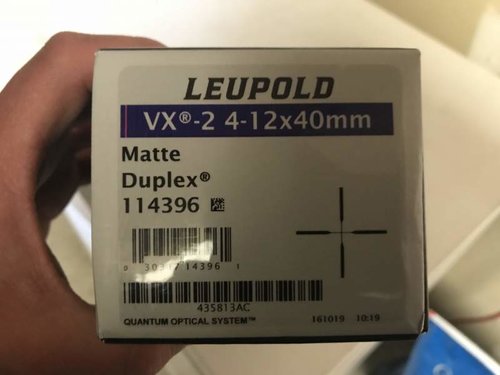 LEUPOLD
VX®-2 4-12x40mm
Matte
Duplex®
114396
435813AC
QUANTUM OPTICAL SYSTEM™
161019 10:19